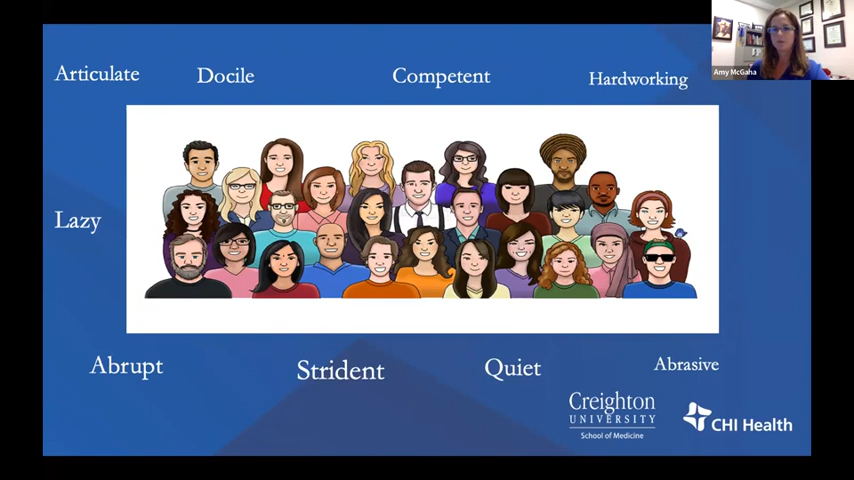 Amy McGaha
Articulate
Docile
Competent
Hardworking
Lazy
Abrupt
Strident
Quiet
Abrasive
Creighton
UNIVERSITY
School of Medicine
CHI Health